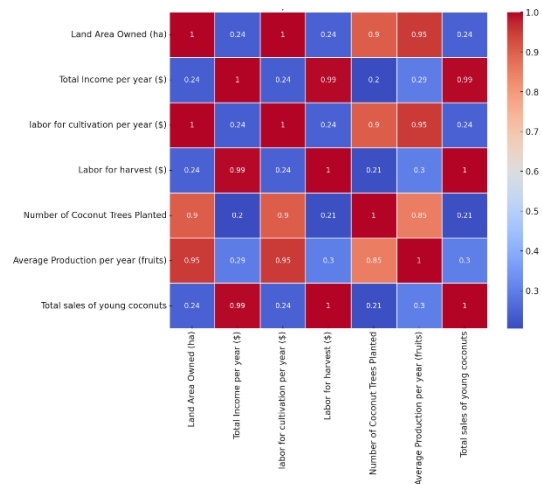 Land Area Owned (ha) 1 0.24 1 0.24 0.9 0.95 0.24
Total Income per year ($) 0.24 1 0.24 0.99 0.2 0.29 0.99
labor for cultivation per year ($) 1 0.24 1 0.24 0.9 0.95 0.24
Labor for harvest ($) 0.24 0.99 0.24 1 0.21 0.3 1
Number of Coconut Trees Planted 0.9 0.2 0.9 0.21 1 0.85 0.21
Average Production per year (fruits) 0.95 0.29 0.95 0.3 0.85 1 0.3
Total sales of young coconuts 0.24 0.99 0.24 1 0.21 0.3 1
Land Area Owned (ha)
Total Income per year ($)
labor for cultivation per year ($)
Labor for harvest ($)
Number of Coconut Trees Planted
Average Production per year (fruits)
Total sales of young coconuts
1.0
0.9
0.8
0.7
0.6
0.5
0.4
0.3